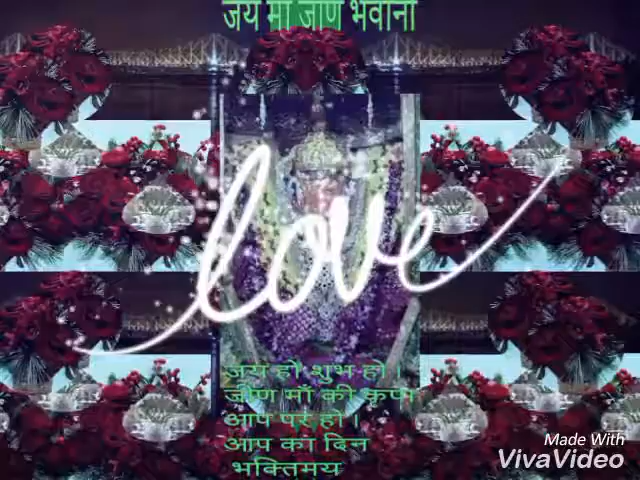 जय माँ जीण भवानी
love
जय हो शुभ हो ।
जीण माँ की कृपा
आप पर हो ।
आप का दिन
भक्तिमय
Made With
VivaVideo